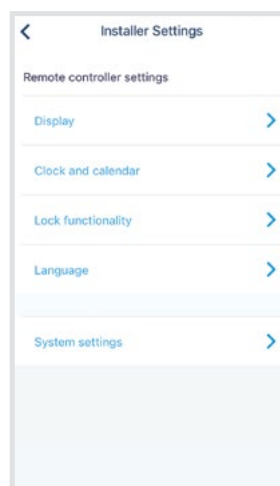 Installer Settings
Remote controller settings
Display
Clock and calendar
Lock functionality
Language
System settings